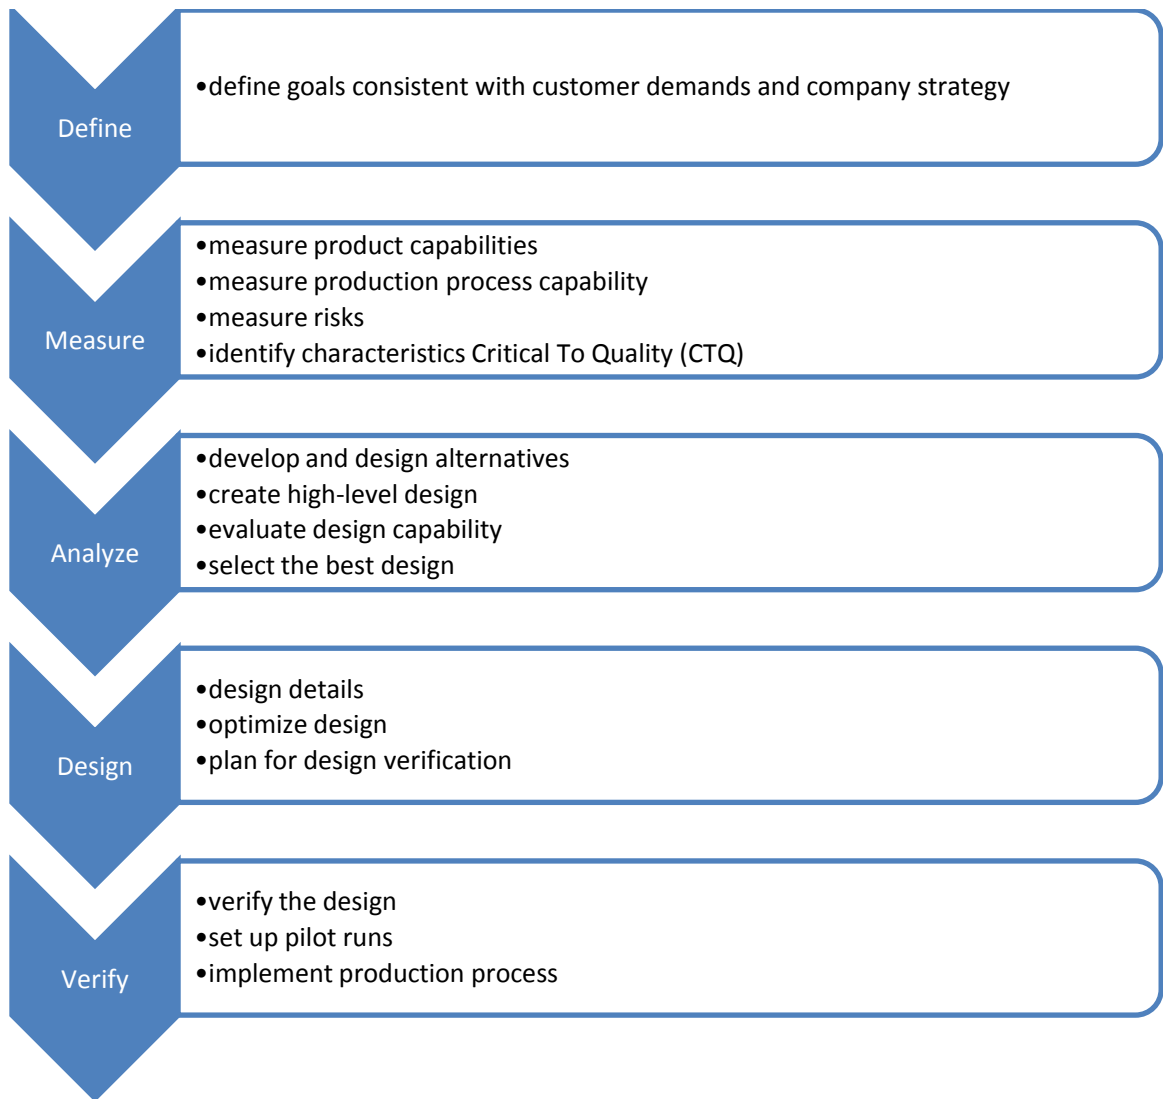 Define
•define goals consistent with customer demands and company strategy
Measure
•measure product capabilities
•measure production process capability
•measure risks
•identify characteristics Critical To Quality (CTQ)
Analyze
•develop and design alternatives
•create high-level design
•evaluate design capability
•select the best design
Design
•design details
•optimize design
•plan for design verification
Verify
•verify the design
•set up pilot runs
•implement production process